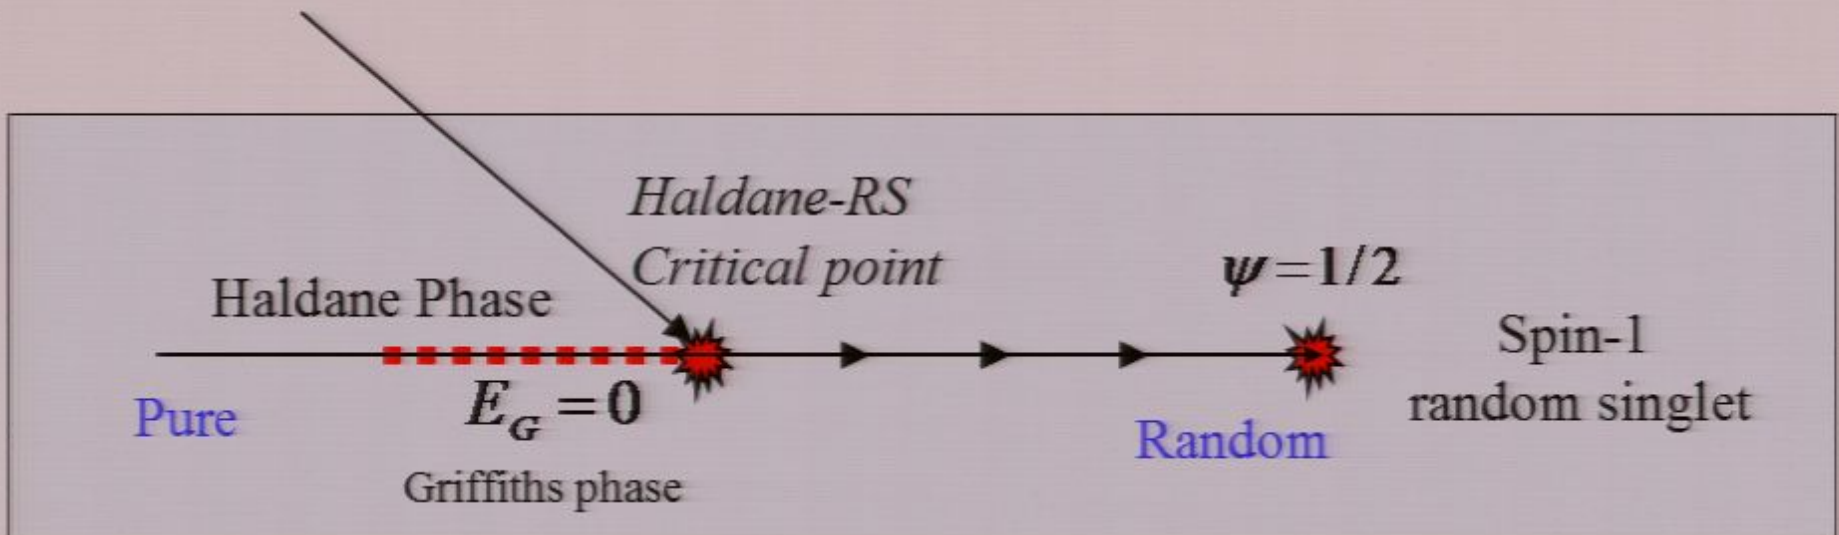 Haldane-RS
Critical point
ψ=1/2
Haldane Phase
Spin-1
random singlet
E_G=0
Pure
Random
Griffiths phase